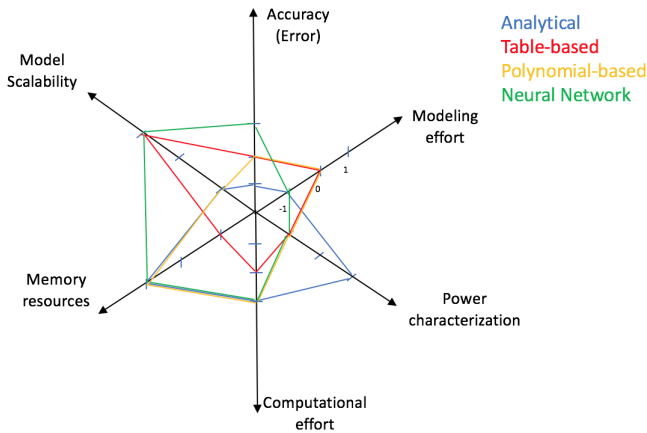 Accuracy
(Error)
Analytical
Table-based
Polynomial-based
Neural Network
Model
Scalability
Modeling
effort
1
0
-1
Memory
resources
Power
characterization
Computational
effort